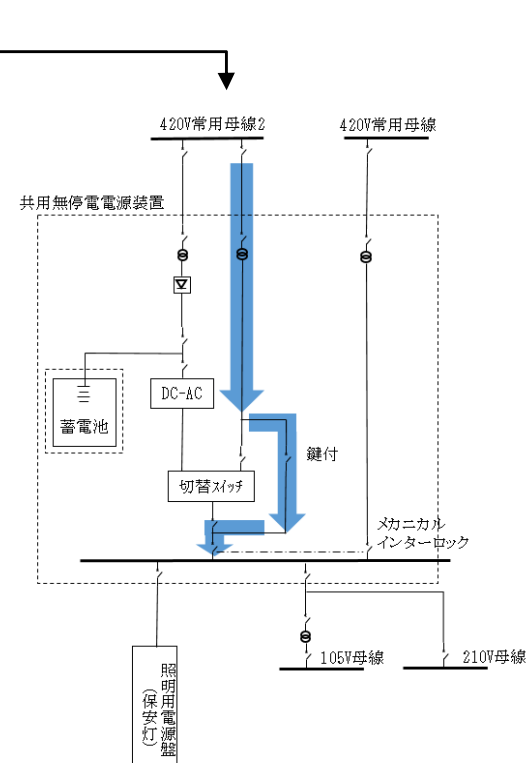 420V常用母線2
420V常用母線
共用無停電電源装置
DC-AC
蓄電池
鍵付
切替スイッチ
メカニカル
インターロック
105V母線
210V母線
照明用電源盤
(保安灯)